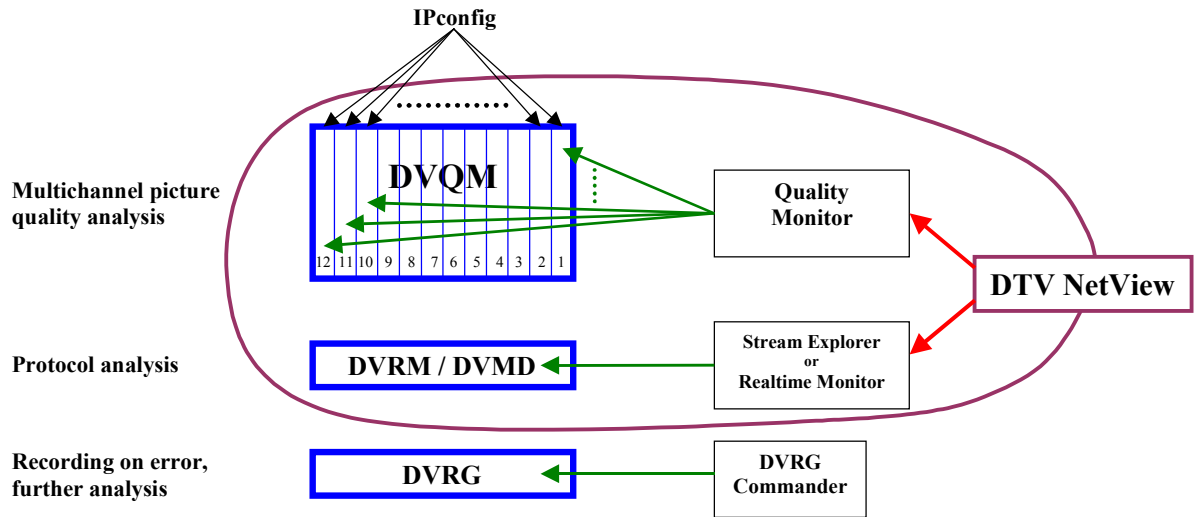 IPconfig
Multichannel picture
quality analysis
DVQM
12 11 10 9 8 7 6 5 4 3 2 1
Quality
Monitor
DTV NetView
Protocol analysis
DVRM / DVMD
Stream Explorer
or
Realtime Monitor
Recording on error,
further analysis
DVRG
DVRG
Commander